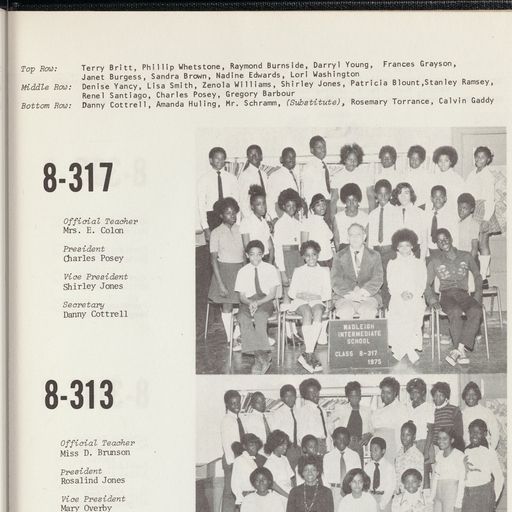 Top Row: Terry Britt, Phillip Whetstone, Raymond Burnside, Darryl Young, Frances Grayson,
Janet Burgess, Sandra Brown, Nadine Edwards, Lori Washington
Middle Row: Denise Yancy, Lisa Smith, Zenola Williams, Shirley Jones, Patricia Blount,Stanley Ramsey,
Renel Santiago, Charles Posey, Gregory Barbour
Bottom Row: Danny Cottrell, Amanda Huling, Mr. Schramm, (Substitute), Rosemary Torrance, Calvin Gaddy
8-317
Official Teacher
Mrs. E. Colon
President
Charles Posey
Vice President
Shirley Jones
Secretary
Danny Cottrell
WADLEIGH
INTERMEDIATE
SCHOOL
CLASS 8-317
1975
8-313
Official Teacher
Miss D. Brunson
President
Rosalind Jones
Vice President
Mary Overby